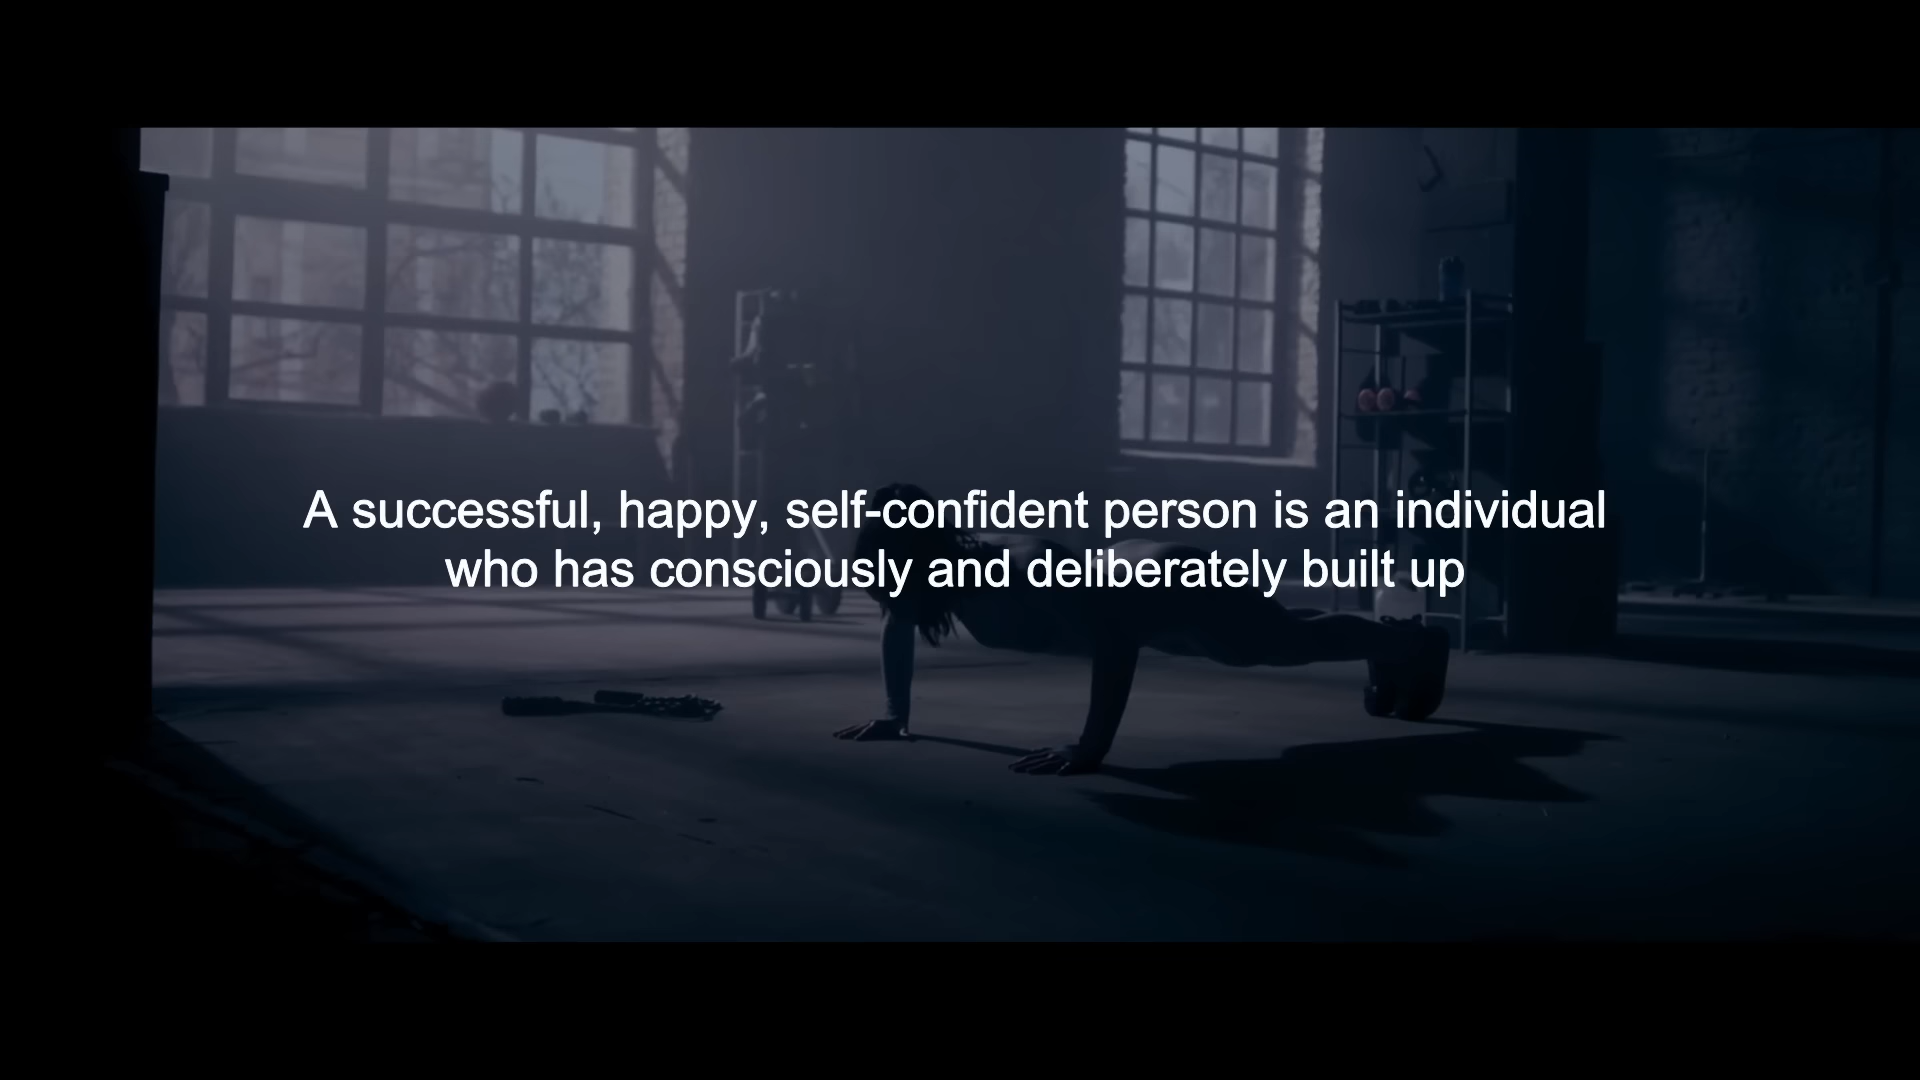 A successful, happy, self-confident person is an individual
who has consciously and deliberately built up